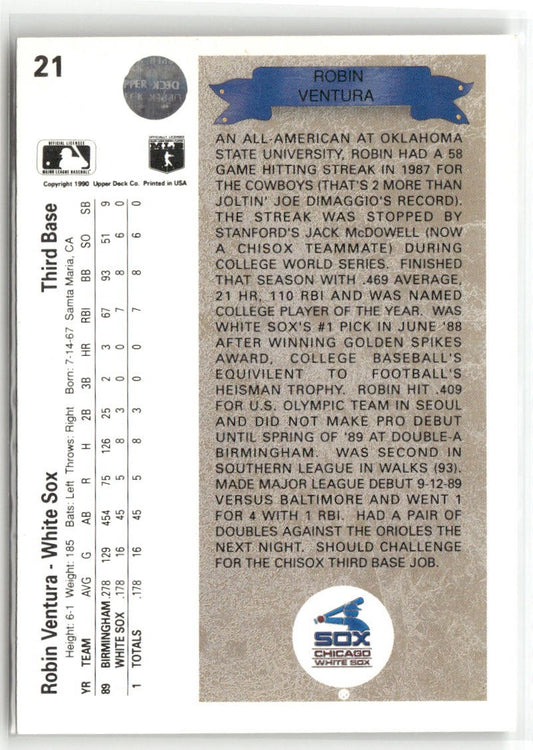 21
UPPER DECK
Copyright 1990 Upper Deck Co. Printed in USA
Robin Ventura - White Sox Third Base
Height: 6-1 Weight: 185 Bats: Left Throws: Right Born: 7-14-67 Samta Maria, CA
YR TEAM AVG G AB R H 2B 3B HR RBI BB SO SB
89 BIRMINGHAM .278 129 454 75 126 25 2 3 67 93 51 9
WHITE SOX .178 16 45 5 8 3 0 0 7 8 6 0
1 TOTALS .178 16 45 5 8 3 0 0 7 8 6 0
ROBIN
VENTURA
AN ALL-AMERICAN AT OKLAHOMA
STATE UNIVERSITY, ROBIN HAD A 58
GAME HITTING STREAK IN 1987 FOR
THE COWBOYS (THAT'S 2 MORE THAN
JOLTIN' JOE DIMAGGIO'S RECORD).
THE STREAK WAS STOPPED BY
STANFORD'S JACK McDOWELL (NOW
A CHISOX TEAMMATE) DURING
COLLEGE WORLD SERIES. FINISHED
THAT SEASON WITH .469 AVERAGE,
21 HR, 110 RBI AND WAS NAMED
COLLEGE PLAYER OF THE YEAR. WAS
WHITE SOX'S #1 PICK IN JUNE '88
AFTER WINNING GOLDEN SPIKES
AWARD, COLLEGE BASEBALL'S
EQUIVILENT TO FOOTBALL'S
HEISMAN TROPHY. ROBIN HIT .409
FOR U.S. OLYMPIC TEAM IN SEOUL
AND DID NOT MAKE PRO DEBUT
UNTIL SPRING OF '89 AT DOUBLE-A
BIRMINGHAM. WAS SECOND IN
SOUTHERN LEAGUE IN WALKS (93).
MADE MAJOR LEAGUE DEBUT 9-12-89
VERSUS BALTIMORE AND WENT 1
FOR 4 WITH 1 RBI. HAD A PAIR OF
DOUBLES AGAINST THE ORIOLES
THE NEXT NIGHT. SHOULD CHALLENGE
FOR THE CHISOX THIRD BASE JOB.
SOX
CHICAGO
WHITE SOX